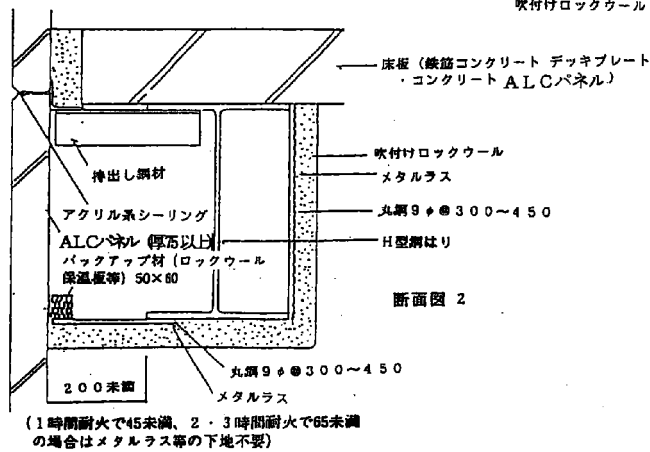 吹付けロックウール
床板（鉄筋コンクリート デッキプレート
・コンクリート ALCパネル）
吹付けロックウール
メタルラス
持出し鋼材
丸鋼9φ@300～450
アクリル系シーリング
ALCパネル (厚75以上)
H型鋼はり
バックアップ材（ロックウール
保温板等）50×60
断面図 2
丸鋼9φ@300～450
200未満
メタルラス
(1時間耐火で45未満、2・3時間耐火で65未満
の場合はメタルラス等の下地不要)